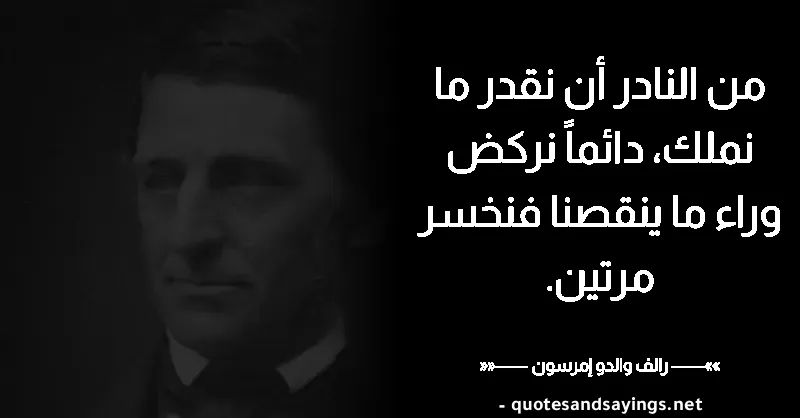 من النادر أن نقدر ما
نملك، دائماً نركض
وراء ما ينقصنا فنخسر
مرتين.
»»—— رالف والدو إمرسون ——««
- quotesandsayings.net